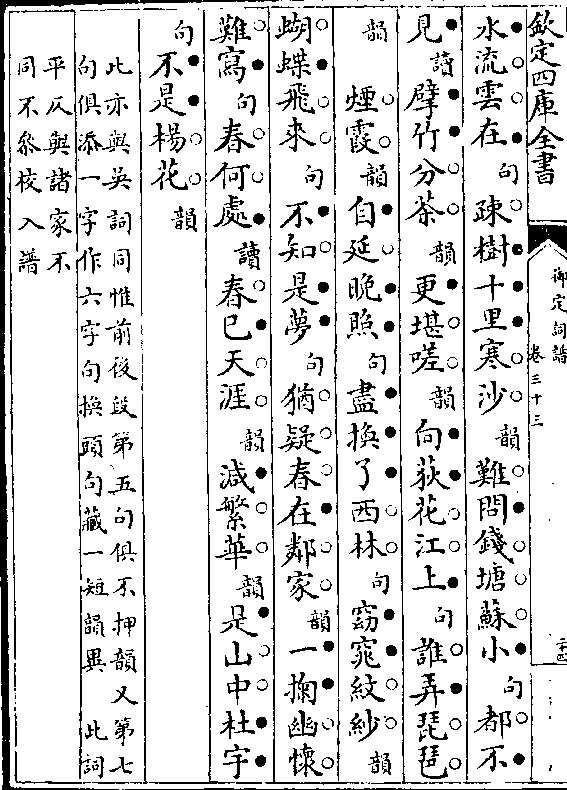 欽定四庫全書
御定詞譜
卷三十三
水流雲在句疎樹十里寒沙韻難問錢塘蘇小句都不
見讀擘竹分茶韻更堪嗟韻向荻花江上句誰弄琵琶
韻
煙霞韻自延晚照句盡換了西林句窈窕紋紗韻
蝴蝶飛來句不知是夢句猶疑春在鄰家韻一掬幽懷
難寫句春何處讀春已天涯韻減繁華韻是山中杜宇
句不是楊花韻
此亦與吳詞同惟前後段第五句俱不押韻又第七
句俱添一字作六字句換頭句藏一短韻異 此詞
平仄與諸家不
同不叅校入譜